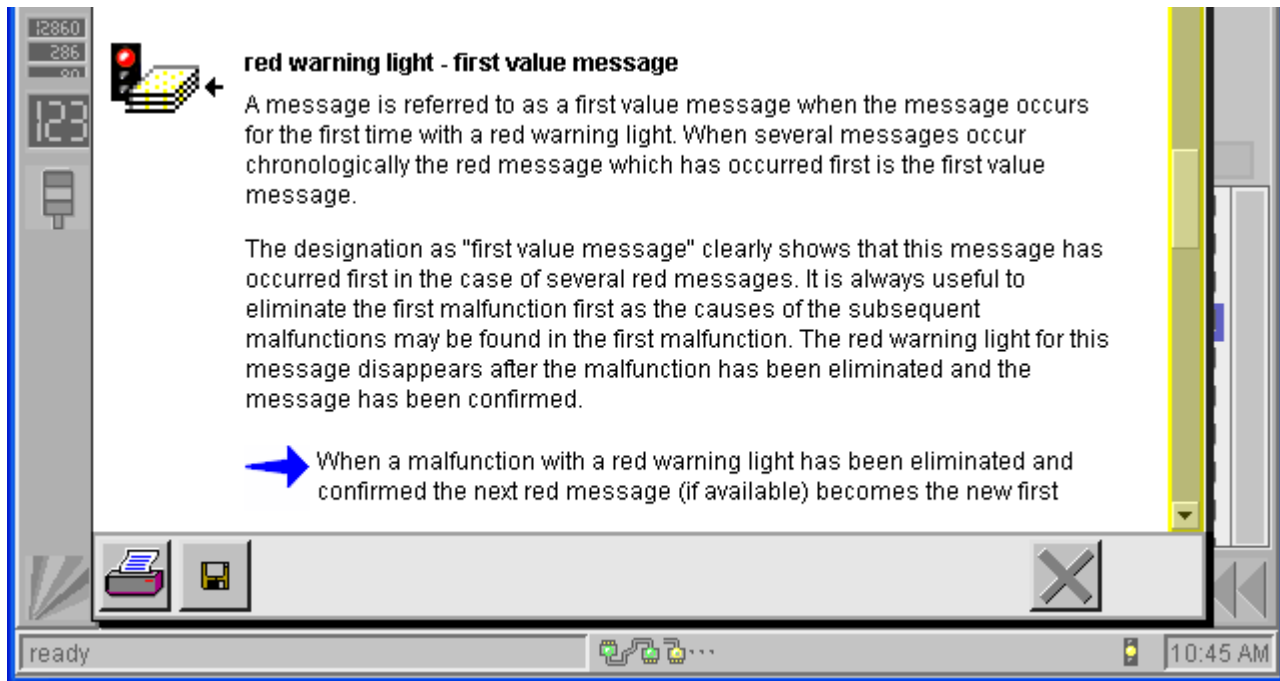 12860
286
123
red warning light - first value message
A message is referred to as a first value message when the message occurs
for the first time with a red warning light. When several messages occur
chronologically the red message which has occurred first is the first value
message.
The designation as "first value message" clearly shows that this message has
occurred first in the case of several red messages. It is always useful to
eliminate the first malfunction first as the causes of the subsequent
malfunctions may be found in the first malfunction. The red warning light for this
message disappears after the malfunction has been eliminated and the
message has been confirmed.
When a malfunction with a red warning light has been eliminated and
confirmed the next red message (if available) becomes the new first
ready
10:45 AM